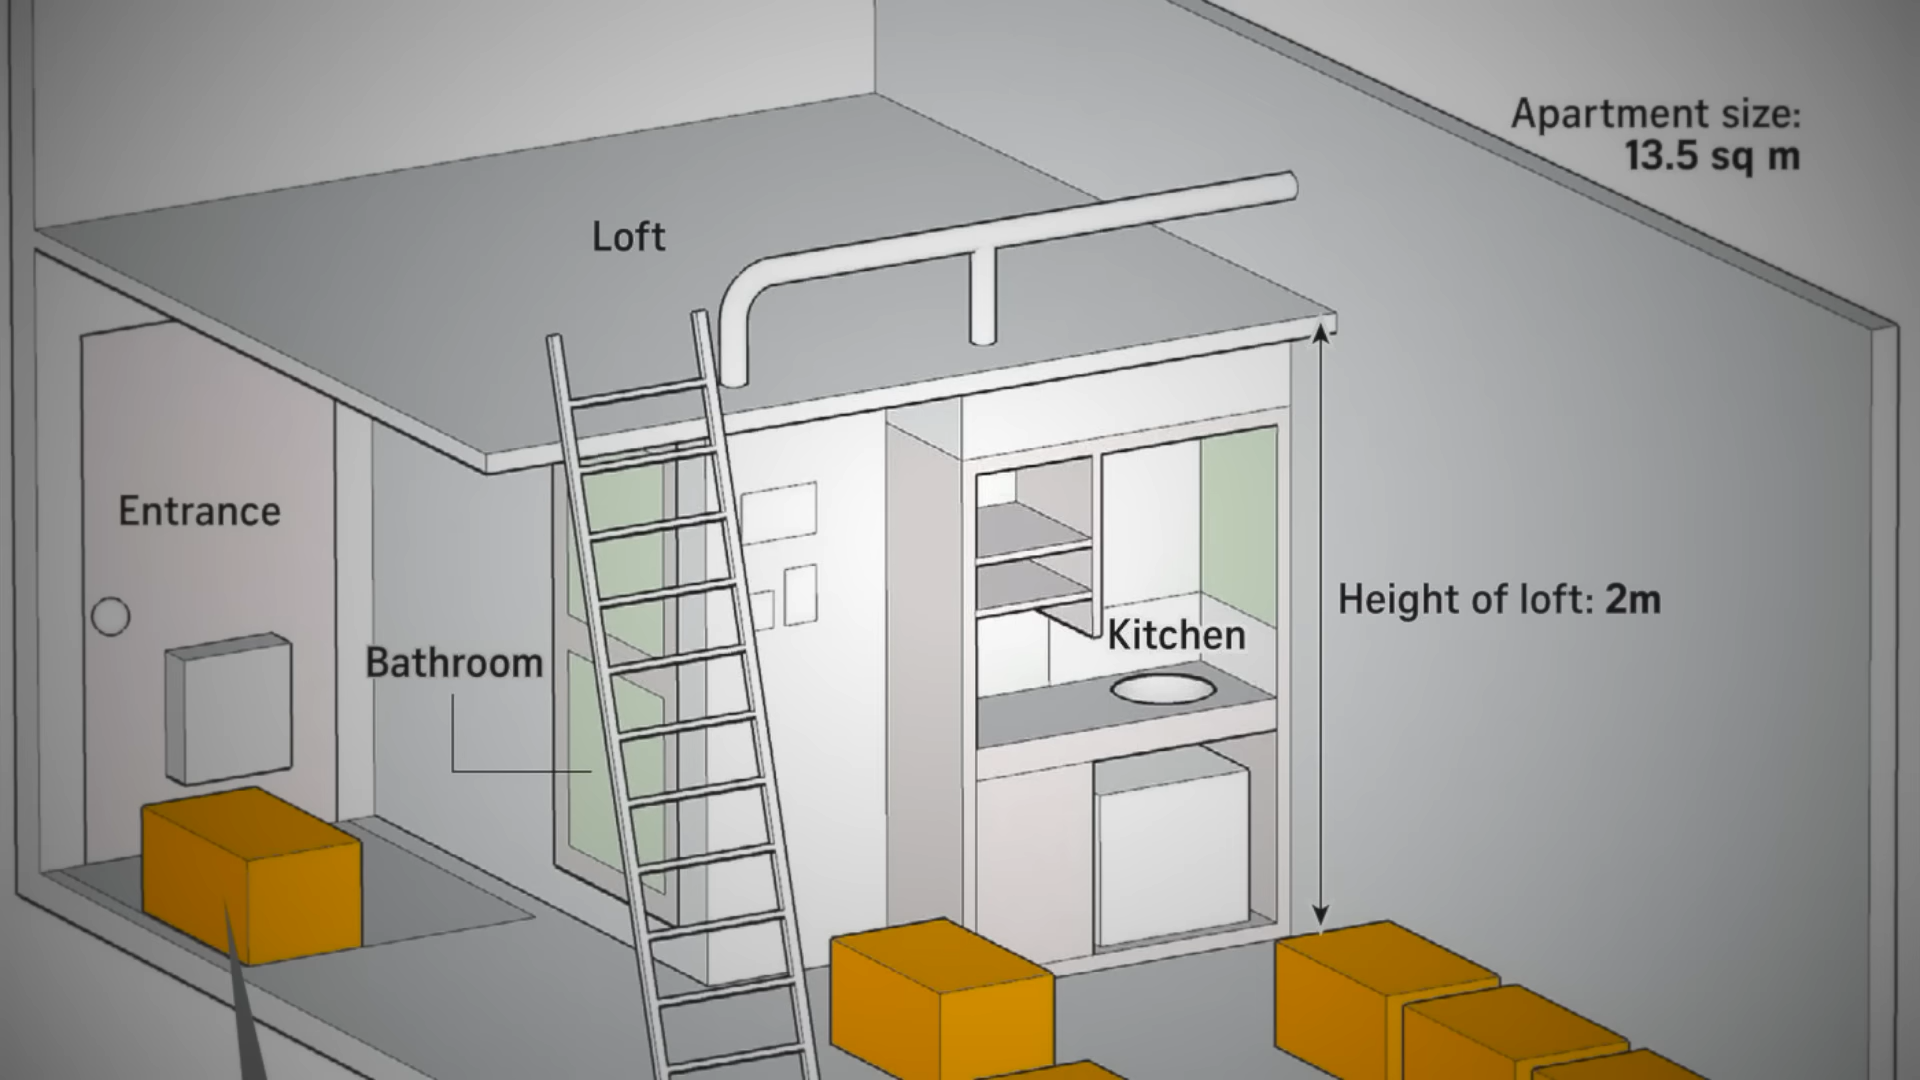 Apartment size:
13.5 sq m
Loft
Entrance
Bathroom
Kitchen
Height of loft: 2m